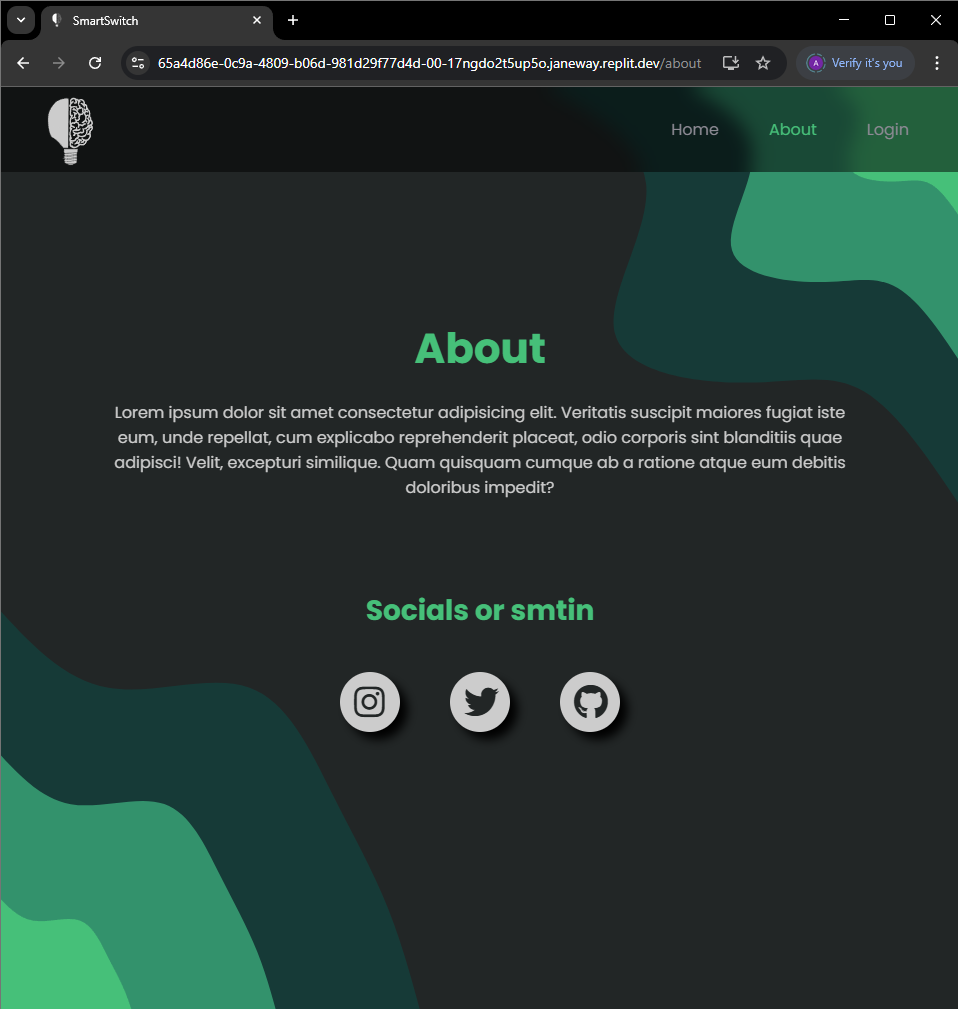 SmartSwitch
65a4d86e-0c9a-4809-b06d-981d29f77d4d-00-17ngdo2t5up5o.janeway.replit.dev/about
A
Verify it's you
Home
About
Login
About
Lorem ipsum dolor sit amet consectetur adipisicing elit. Veritatis suscipit maiores fugiat iste
eum, unde repellat, cum explicabo reprehenderit placeat, odio corporis sint blanditiis quae
adipisci! Velit, excepturi similique. Quam quisquam cumque ab a ratione atque eum debitis
doloribus impedit?
Socials or smtin